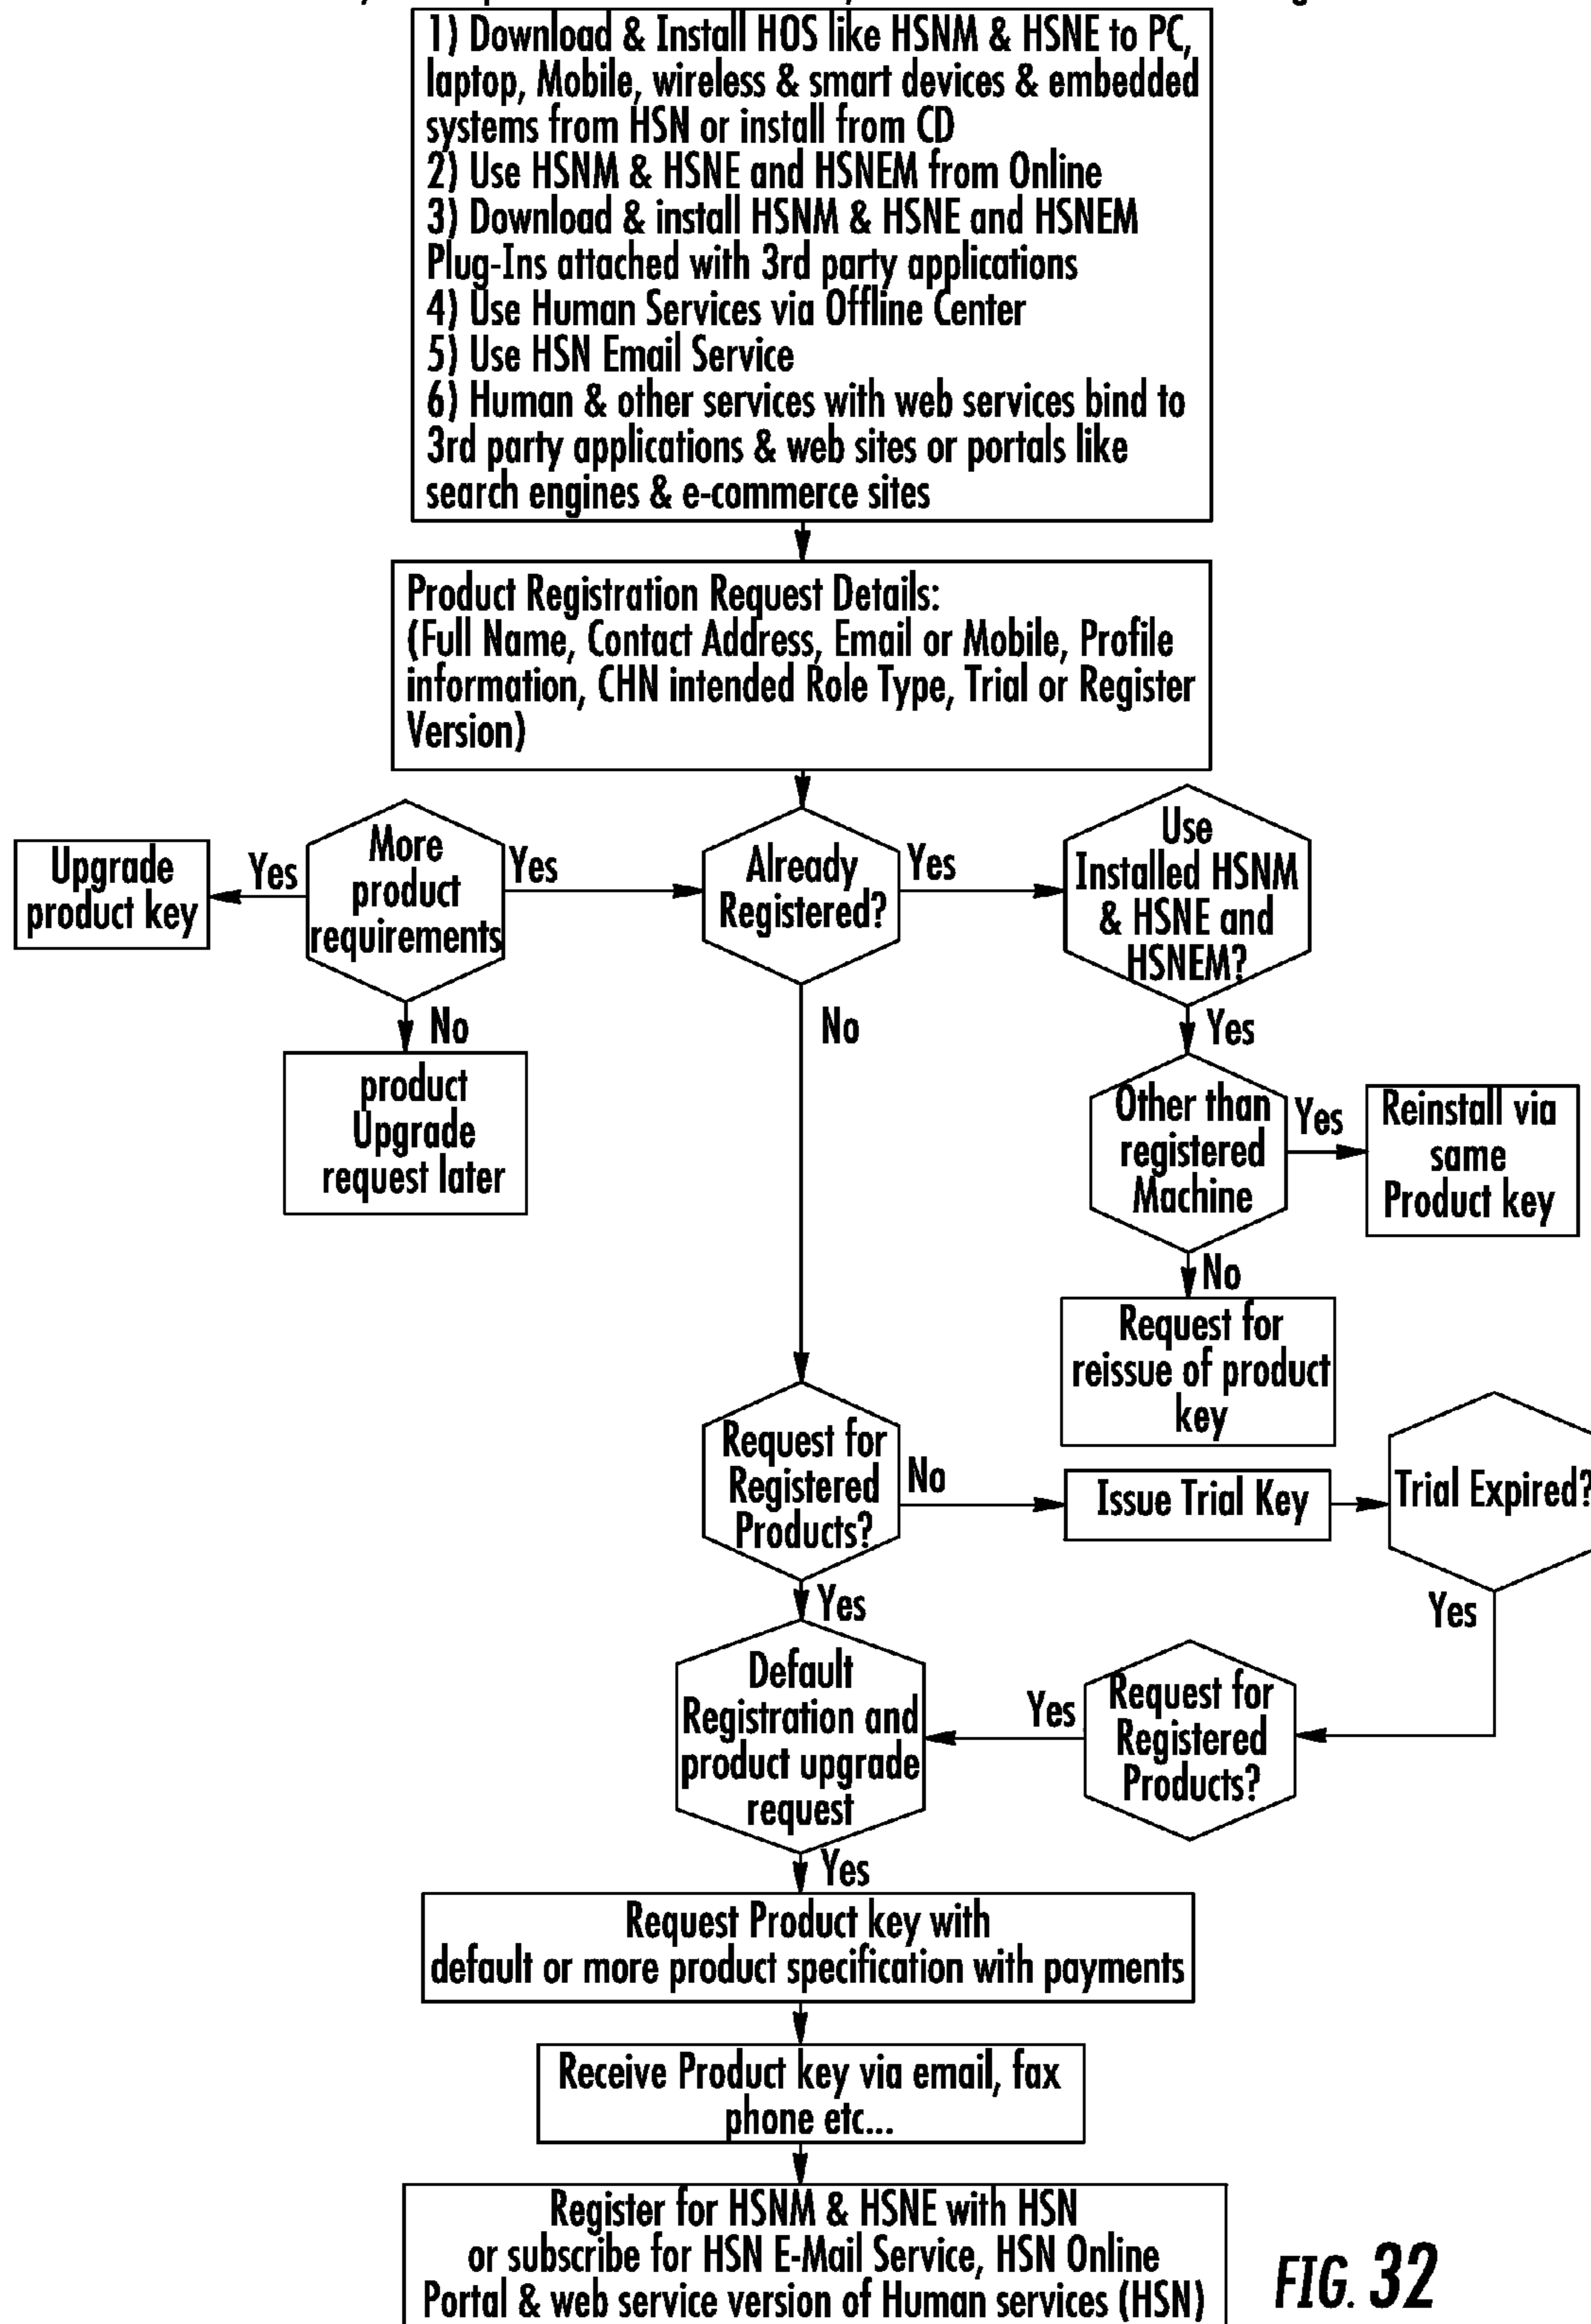 1) Download & Install HOS like HSNM & HSNE to PC,
laptop, Mobile, wireless & smart devices & embedded
systems from HSN or install from CD
2) Use HSNM & HSNE and HSNEM from Online
3) Download & install HSNM & HSNE and HSNEM
Plug-Ins attached with 3rd party applications
4) Use Human Services via Offline Center
5) Use HSN Email Service
6) Human & other services with web services bind to
3rd party applications & web sites or portals like
search engines & e-commerce sites
Product Registration Request Details:
(Full Name, Contact Address, Email or Mobile, Profile
information, CHN intended Role Type, Trial or Register
Version)
Upgrade
product key
Yes
More
product
requirements
Yes
Already
Registered?
Yes
Use
Installed HSNM
& HSNE and
HSNEM?
No
No
Yes
product
Upgrade
request later
Other than
registered
Machine
Yes
Reinstall via
same
Product key
No
Request for
reissue of product
key
Request for
Registered
Products?
No
Issue Trial Key
Trial Expired?
Yes
Yes
Default
Registration and
product upgrade
request
Yes
Request for
Registered
Products?
Yes
Request Product key with
default or more product specification with payments
Receive Product key via email, fax
phone etc...
Register for HSNM & HSNE with HSN
or subscribe for HSN E-Mail Service, HSN Online
Portal & web service version of Human services (HSN)
FIG. 32